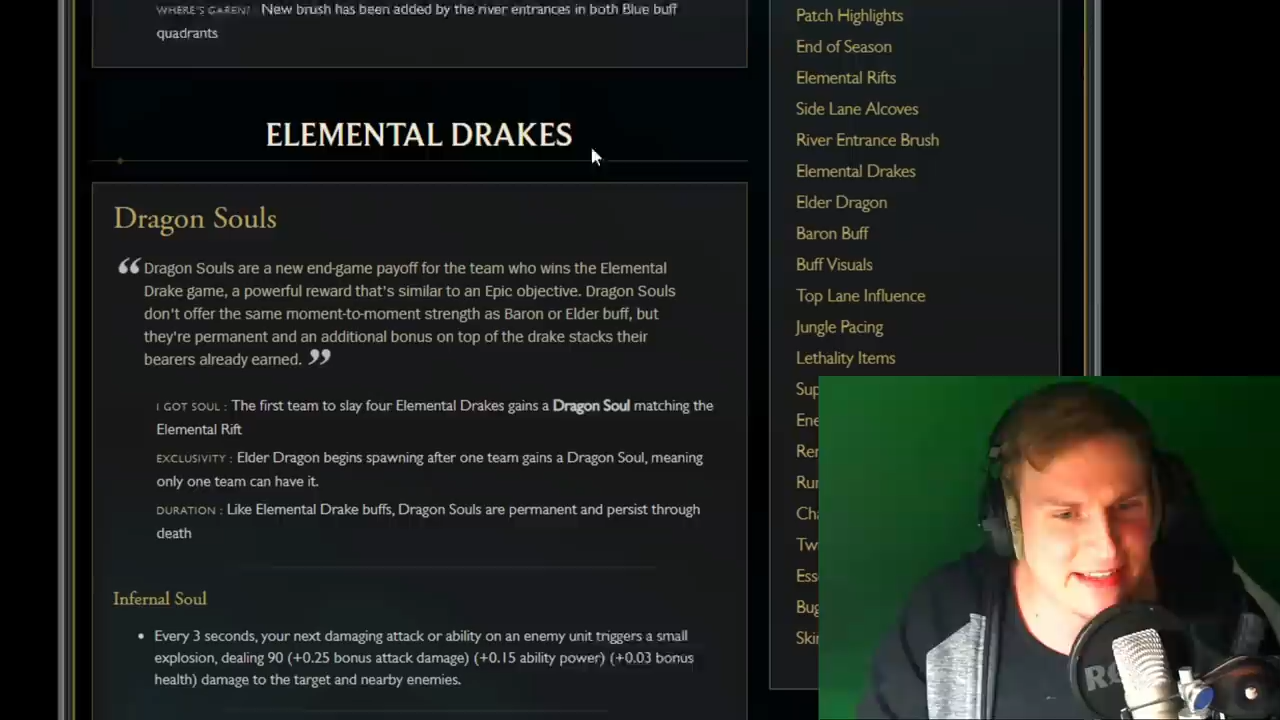 WHERE'S GAREN? New brush has been added by the river entrances in both Blue buff
quadrants
ELEMENTAL DRAKES
Dragon Souls
“ Dragon Souls are a new end-game payoff for the team who wins the Elemental
Drake game, a powerful reward that's similar to an Epic objective. Dragon Souls
don't offer the same moment-to-moment strength as Baron or Elder buff, but
they're permanent and an additional bonus on top of the drake stacks their
bearers already earned. ”
I GOT SOUL : The first team to slay four Elemental Drakes gains a Dragon Soul matching the
Elemental Rift
EXCLUSIVITY : Elder Dragon begins spawning after one team gains a Dragon Soul, meaning
only one team can have it.
DURATION : Like Elemental Drake buffs, Dragon Souls are permanent and persist through
death
Infernal Soul
• Every 3 seconds, your next damaging attack or ability on an enemy unit triggers a small
explosion, dealing 90 (+0.25 bonus attack damage) (+0.15 ability power) (+0.03 bonus
health) damage to the target and nearby enemies.
Patch Highlights
End of Season
Elemental Rifts
Side Lane Alcoves
River Entrance Brush
Elemental Drakes
Elder Dragon
Baron Buff
Buff Visuals
Top Lane Influence
Jungle Pacing
Lethality Items
Sup
Ene
Ren
Run
Cha
Tw
Ess
Bug
Skin